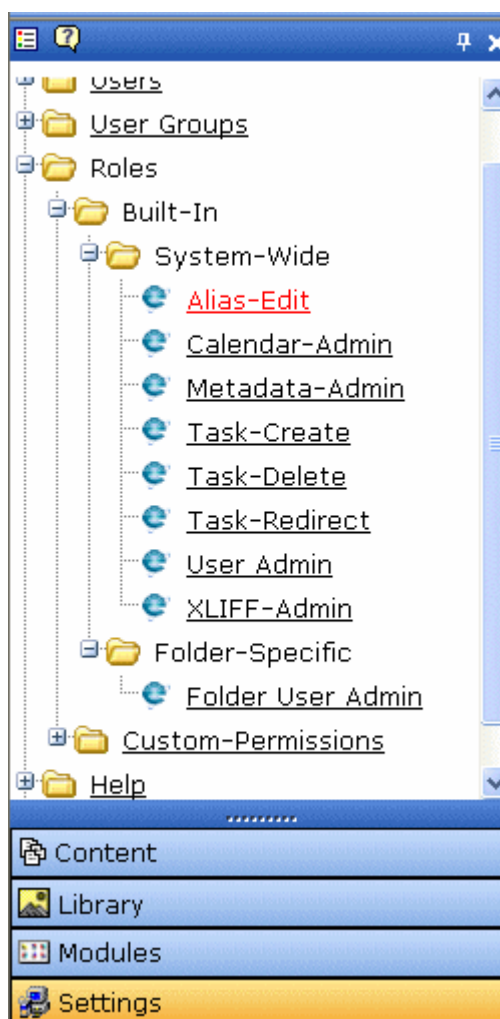 Users
User Groups
Roles
Built-In
System-Wide
Alias-Edit
Calendar-Admin
Metadata-Admin
Task-Create
Task-Delete
Task-Redirect
User Admin
XLIFF-Admin
Folder-Specific
Folder User Admin
Custom-Permissions
Help
Content
Library
Modules
Settings